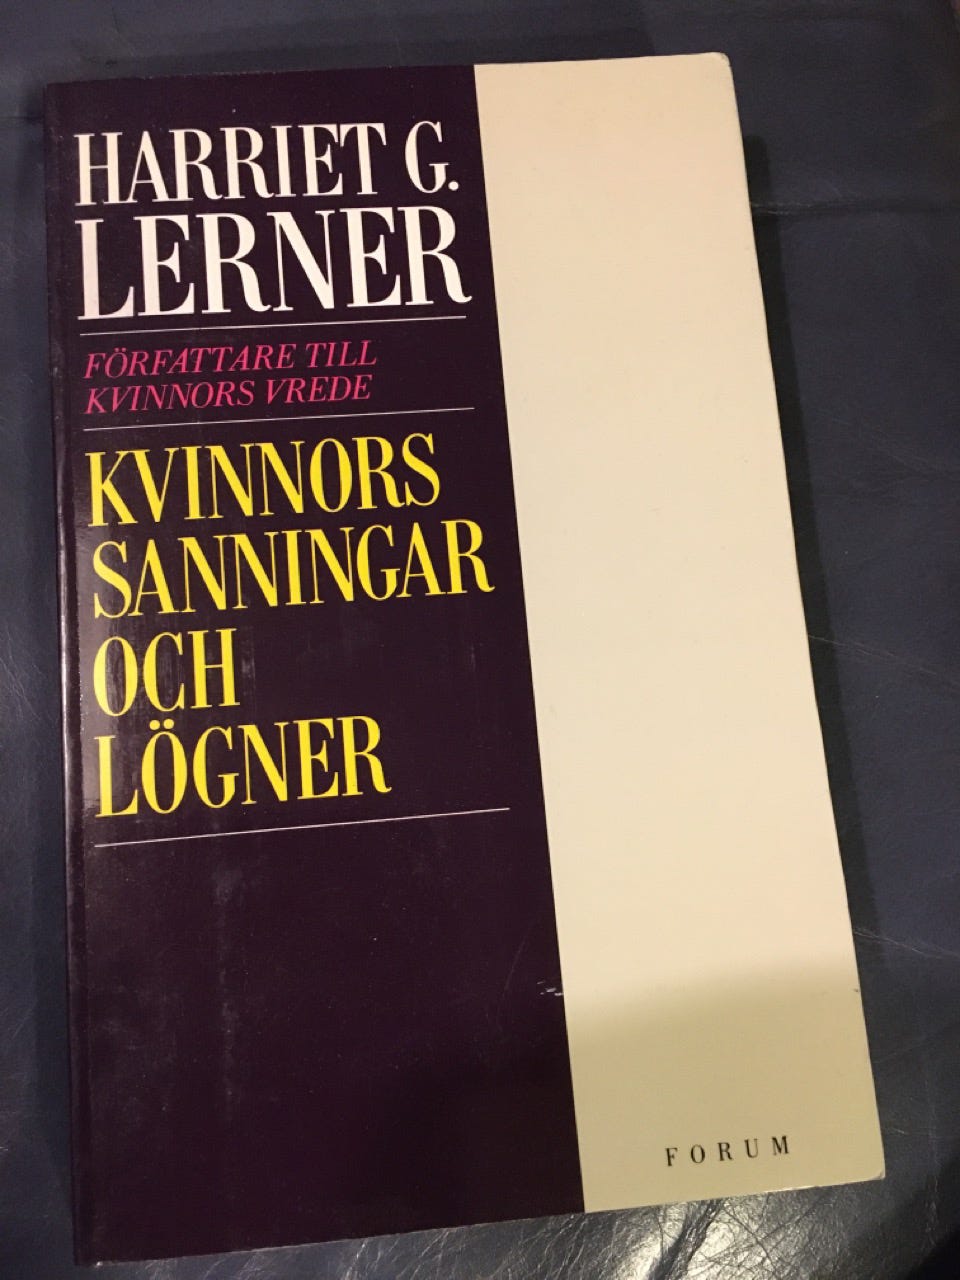 HARRIET G.
LERNER
FÖRFATTARE TILL
KVINNORS VREDE
KVINNORS
SANNINGAR
OCH
LÖGNER
FORUM